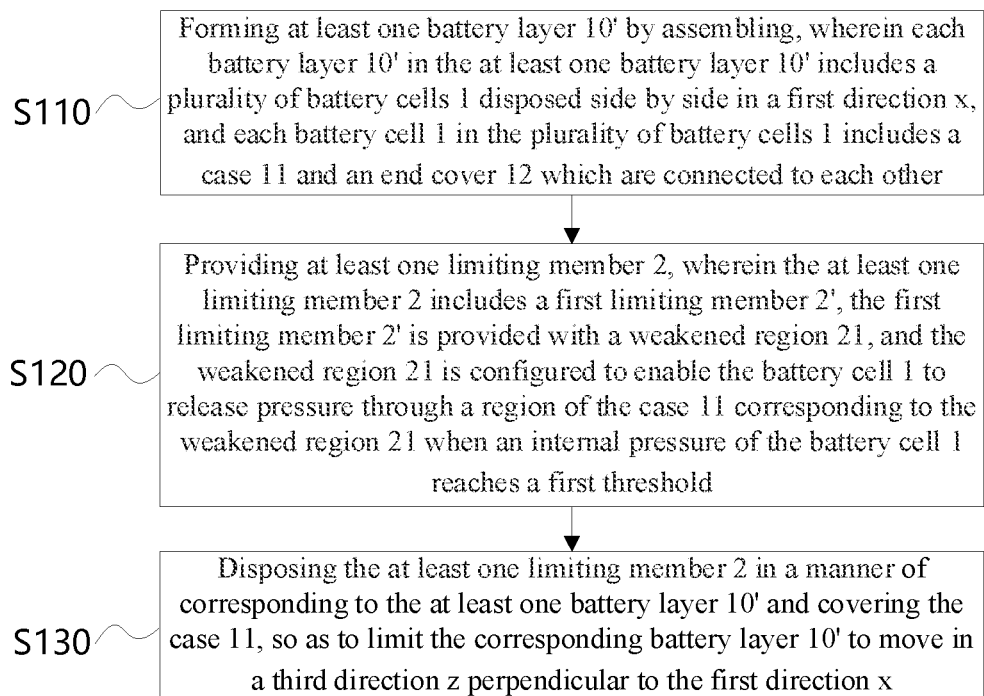 Forming at least one battery layer 10' by assembling, wherein each
battery layer 10' in the at least one battery layer 10' includes a
S110
plurality of battery cells 1 disposed side by side in a first direction x,
and each battery cell 1 in the plurality of battery cells 1 includes a
case 11 and an end cover 12 which are connected to each other
Providing at least one limiting member 2, wherein the at least one
limiting member 2 includes a first limiting member 2', the first
limiting member 2' is provided with a weakened region 21, and the
S120
weakened region 21 is configured to enable the battery cell 1 to
release pressure through a region of the case 11 corresponding to the
weakened region 21 when an internal pressure of the battery cell 1
reaches a first threshold
Disposing the at least one limiting member 2 in a manner of
corresponding to the at least one battery layer 10' and covering the
S130
case 11, so as to limit the corresponding battery layer 10' to move in
a third direction z perpendicular to the first direction x